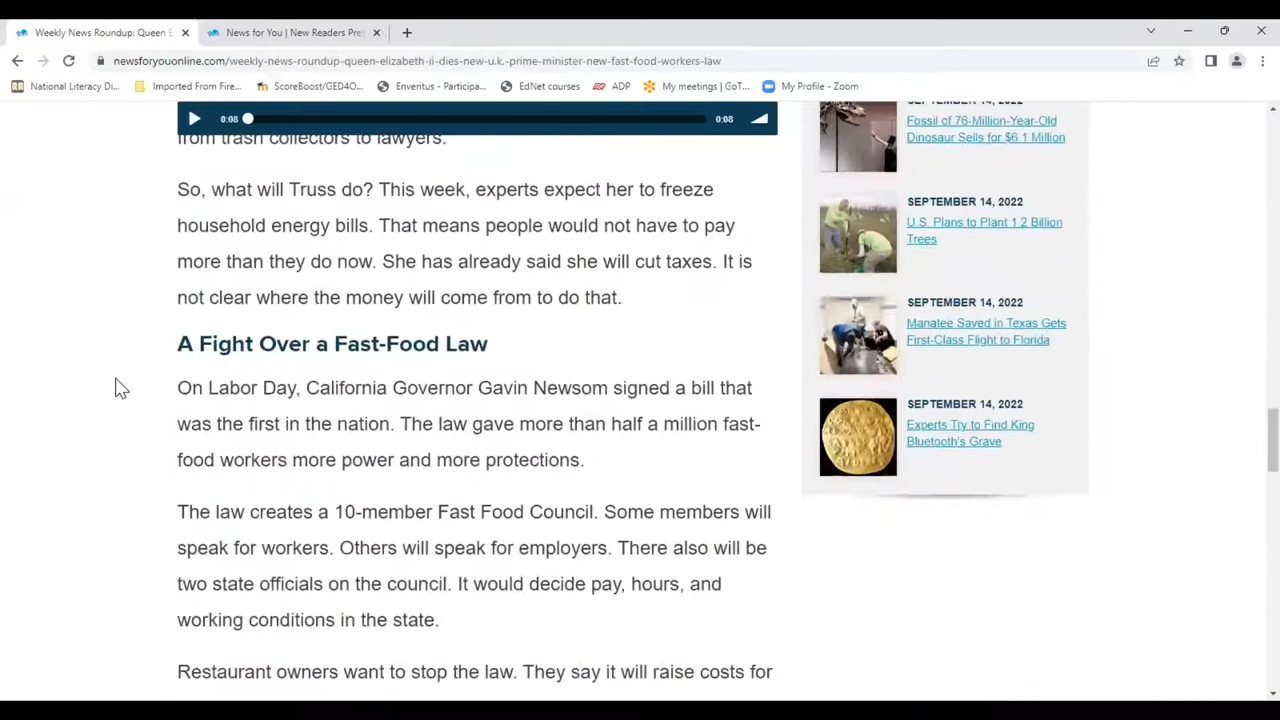 Weekly News Roundup: Queen E
News for You | New Readers Pre
newsforyouonline.com/weekly-news-roundup-queen-elizabeth-ii-dies-new-u.k.-prime-minister-new-fast-food-workers-law
National Literacy Di...
Imported From Fire...
ScoreBoost/GED4O...
Enveritus - Participa...
EdNet courses
ADP
My meetings | GoT...
My Profile - Zoom
0:08
0:08
from trash collectors to lawyers.
So, what will Truss do? This week, experts expect her to freeze
household energy bills. That means people would not have to pay
more than they do now. She has already said she will cut taxes. It is
not clear where the money will come from to do that.
A Fight Over a Fast-Food Law
On Labor Day, California Governor Gavin Newsom signed a bill that
was the first in the nation. The law gave more than half a million fast-
food workers more power and more protections.
The law creates a 10-member Fast Food Council. Some members will
speak for workers. Others will speak for employers. There also will be
two state officials on the council. It would decide pay, hours, and
working conditions in the state.
Restaurant owners want to stop the law. They say it will raise costs for
SEPTEMBER 14, 2022
Fossil of 76-Million-Year-Old
Dinosaur Sells for $6.1 Million
SEPTEMBER 14, 2022
U.S. Plans to Plant 1.2 Billion
Trees
SEPTEMBER 14, 2022
Manatee Saved in Texas Gets
First-Class Flight to Florida
SEPTEMBER 14, 2022
Experts Try to Find King
Bluetooth's Grave